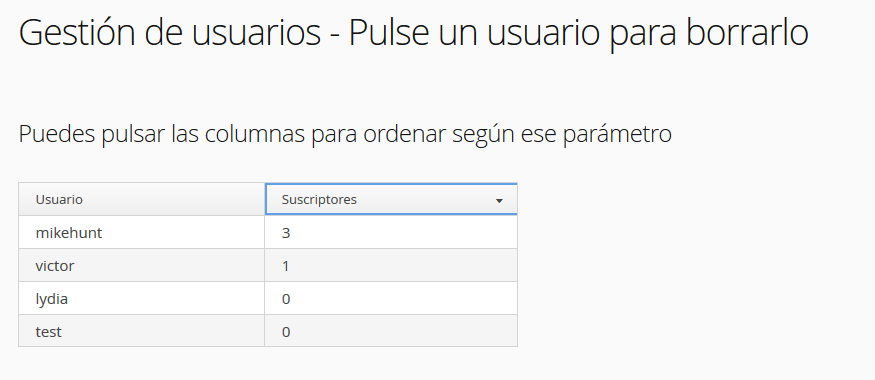 Gestión de usuarios - Pulse un usuario para borrarlo
Puedes pulsar las columnas para ordenar según ese parámetro
Usuario Suscriptores
mikehunt 3
victor 1
lydia 0
test 0